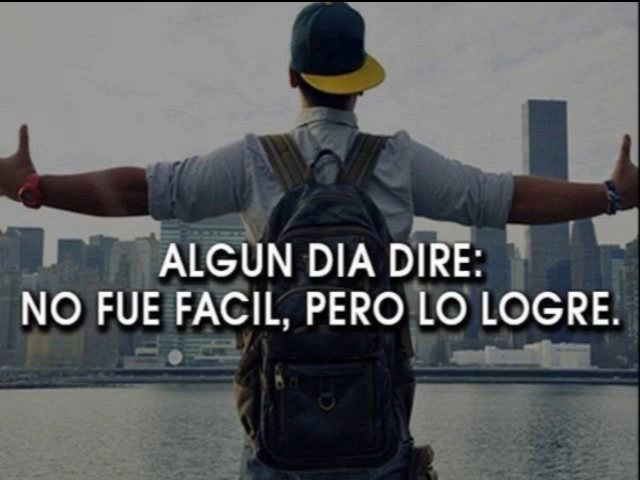 ALGUN DIA DIRE:
NO FUE FACIL, PERO LO LOGRE.